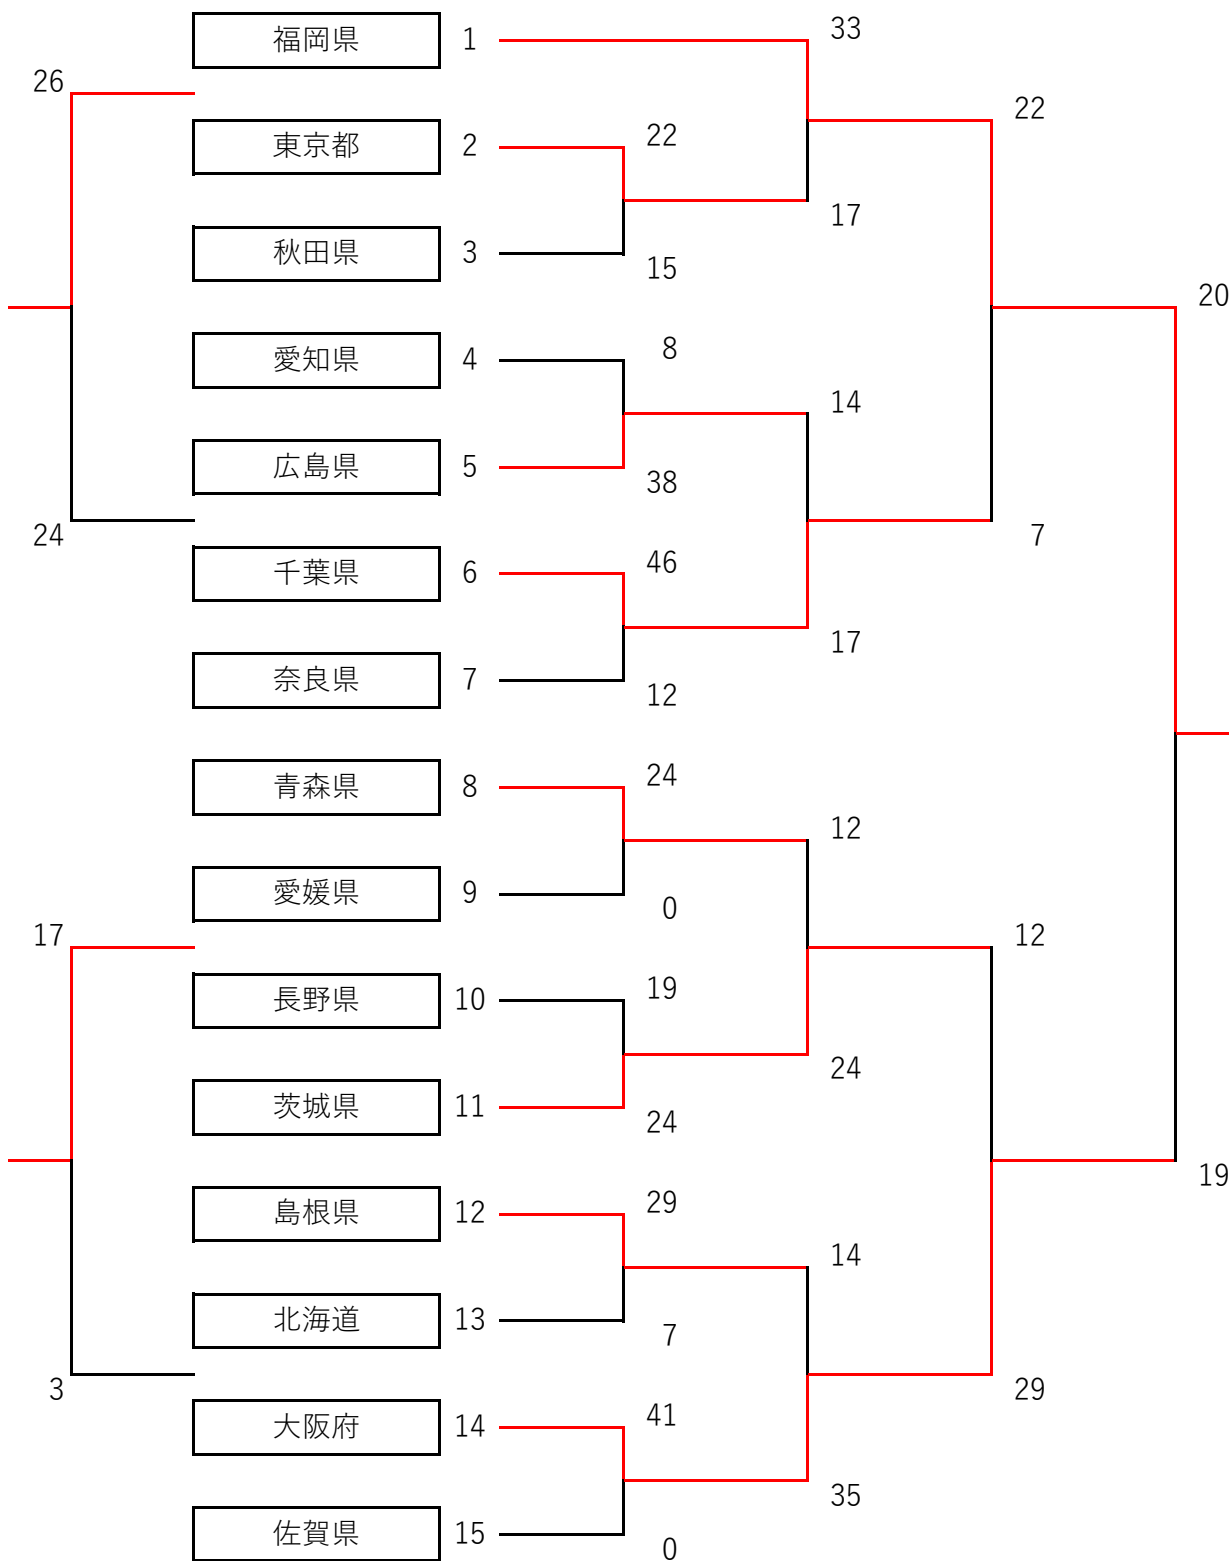 福岡県 1 33
26
22
東京都 2 22
17
秋田県 3
15
20
愛知県 4 8
14
広島県 5
38
24 7
千葉県 6 46
17
奈良県 7
12
青森県 8 24
12
愛媛県 9
0
17 12
長野県 10 19
24
茨城県 11
24
19
島根県 12 29
14
北海道 13
7
3 29
大阪府 14 41
35
佐賀県 15
0